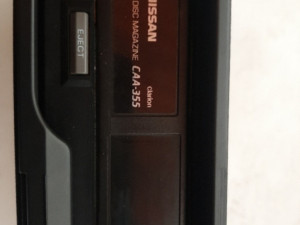 EJECT
NISSAN
DISC MAGAZINE CAA-355
Clarion